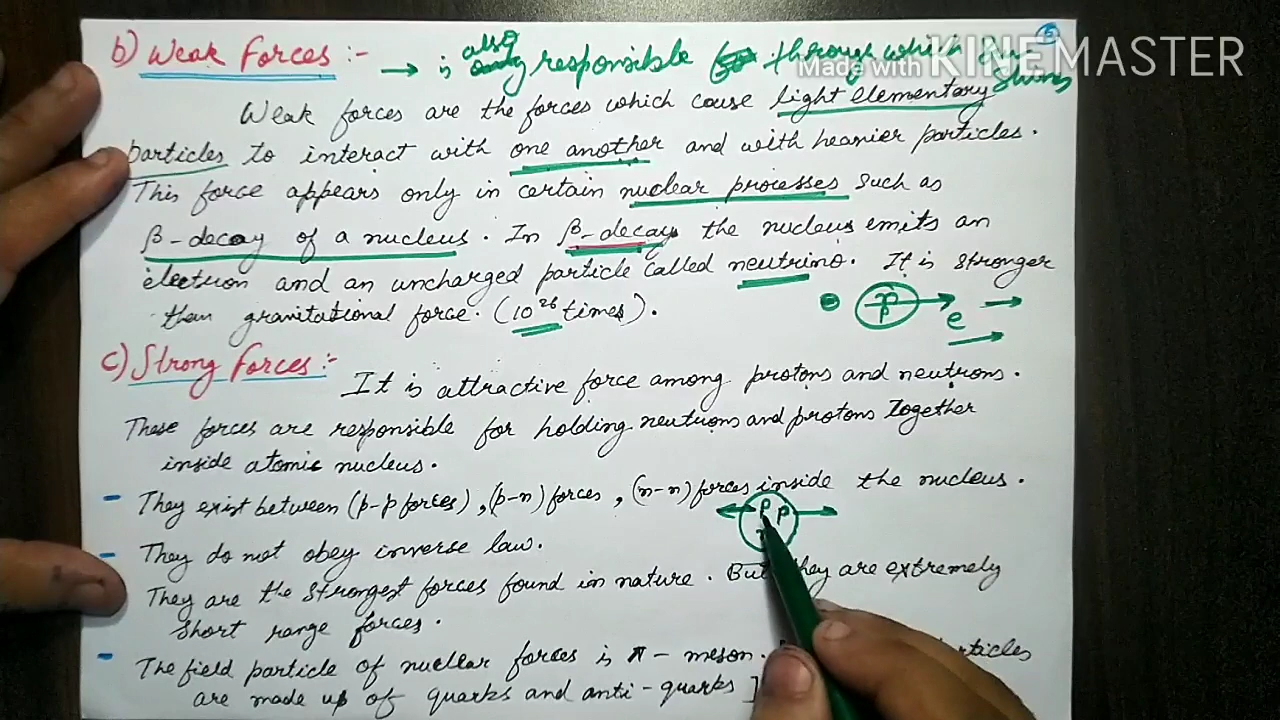 b) Weak Forces :- → is also responsible through which Sun
Shines
5
Made with KINEMASTER
Weak forces are the forces which cause light elementary
particles to interact with one another and with heavier particles.
This force appears only in certain nuclear processes such as
β-decay of a nucleus. In β-decay the nucleus emits an
electron and an uncharged particle called neutrino. It is stronger
than gravitational force. (10²⁶ times).
p
e
c) Strong Forces :-
It is attractive force among protons and neutrons.
These forces are responsible for holding neutrons and protons together
inside atomic nucleus.
- They exist between (p-p forces), (p-n) forces, (n-n) forces inside the nucleus.
p p
- They do not obey inverse law.
They are the strongest forces found in nature. But they are extremely
short range forces.
- The field particle of nuclear forces is π-meson. [
are made up of quarks and anti-quarks ]